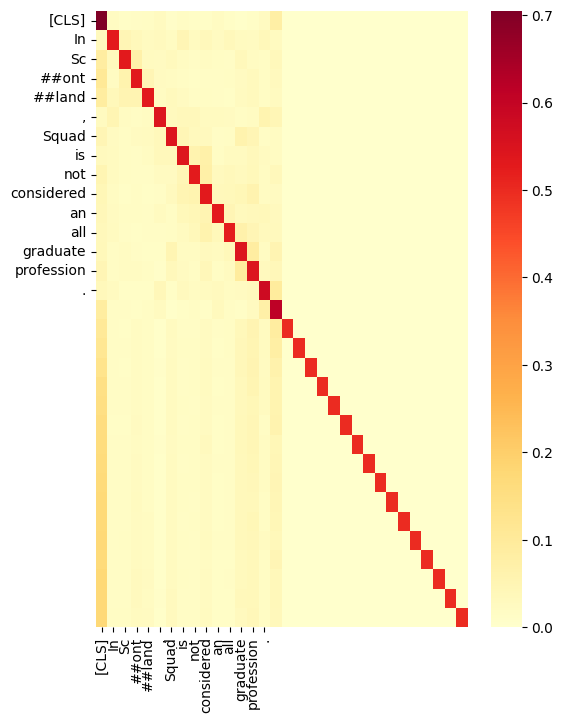 [CLS]
In
Sc
##ont
##land
,
Squad
is
not
considered
an
all
graduate
profession
.
0.7
0.6
0.5
0.4
0.3
0.2
0.1
0.0
[CLS]
In
Sc
##ont
##land
,
Squad
is
not
considered
an
all
graduate
profession
.